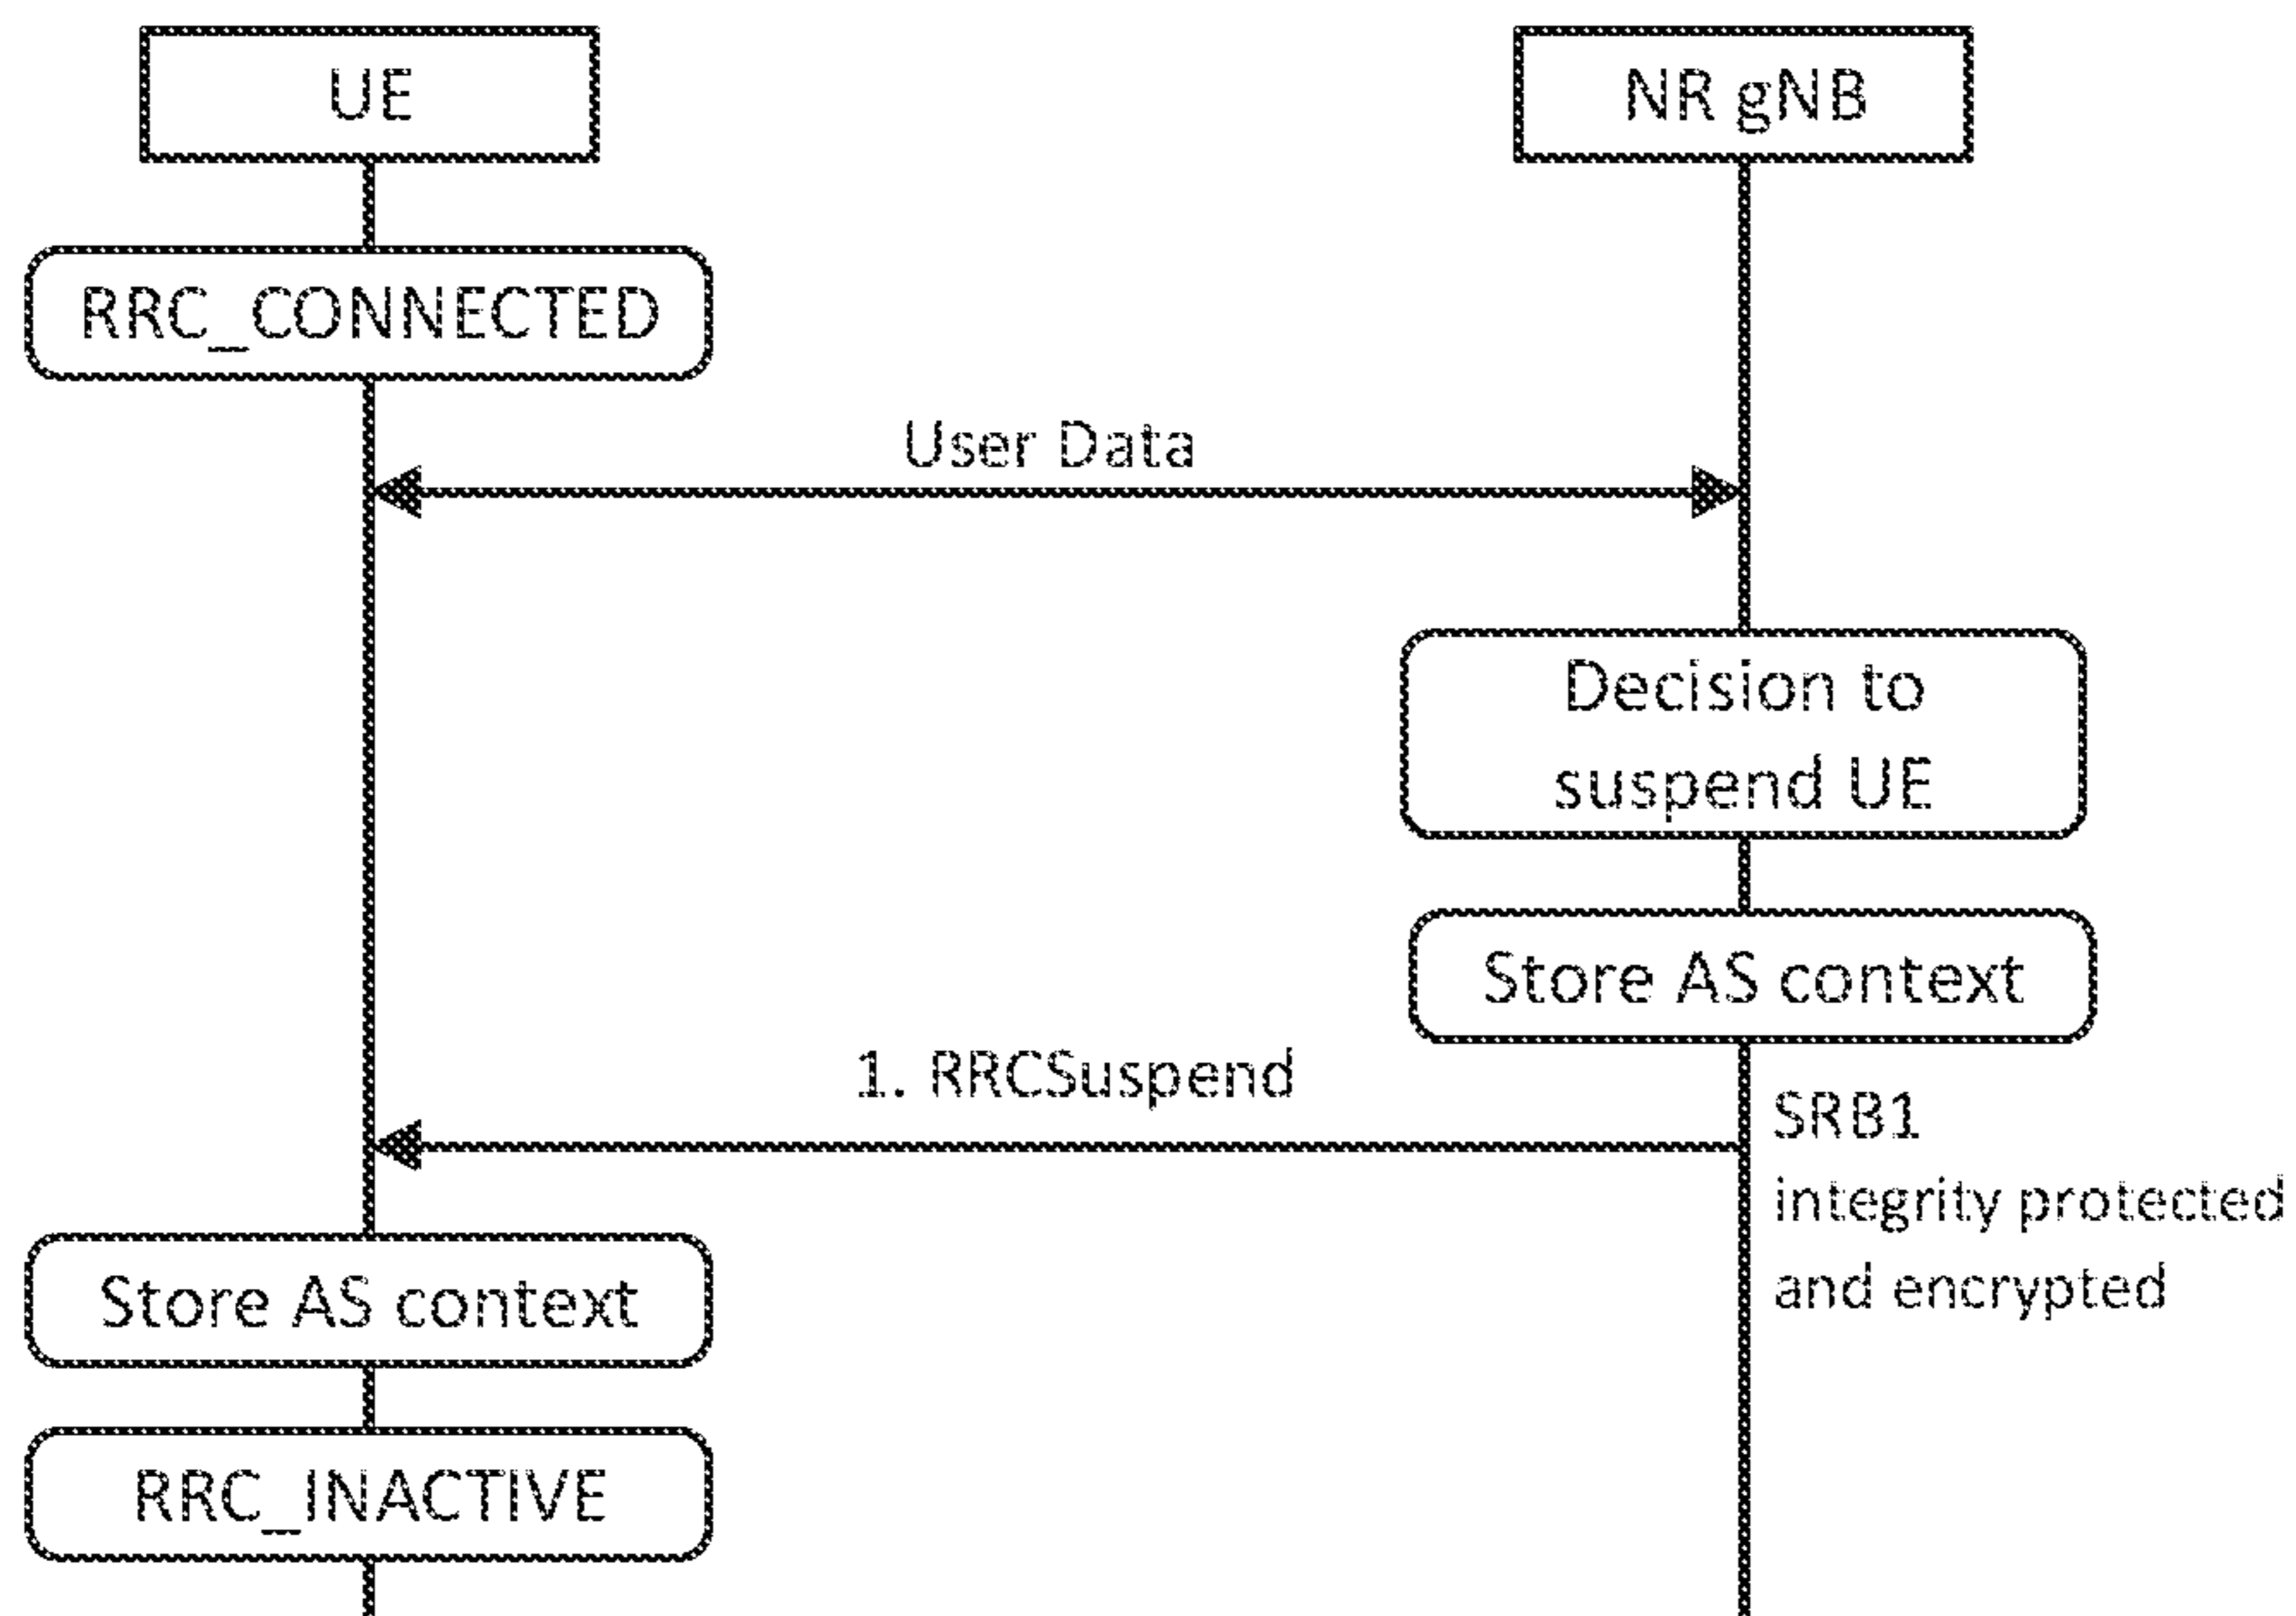 UE
NR gNB
RRC_CONNECTED
User Data
Decision to
suspend UE
Store AS context
1. RRCSuspend
SRB1
integrity protected
and encrypted
Store AS context
RRC_INACTIVE